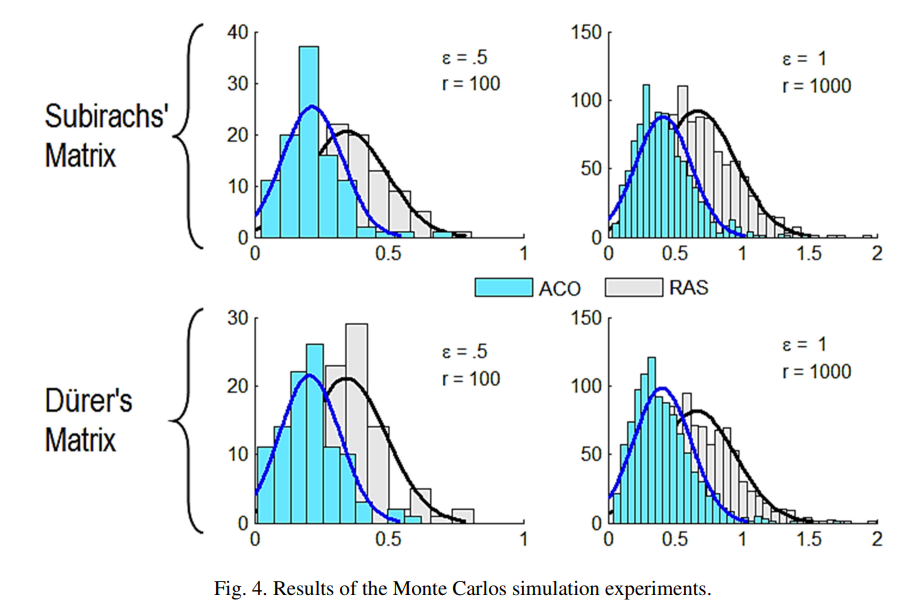 Subirachs'
Matrix
40
30
20
10
0
0
0.5
1
ε = .5
r = 100
150
100
50
0
0
0.5
1
1.5
2
ε = 1
r = 1000
ACO
RAS
Dürer's
Matrix
30
20
10
0
0
0.5
1
ε = .5
r = 100
150
100
50
0
0
0.5
1
1.5
2
ε = 1
r = 1000
Fig. 4. Results of the Monte Carlos simulation experiments.